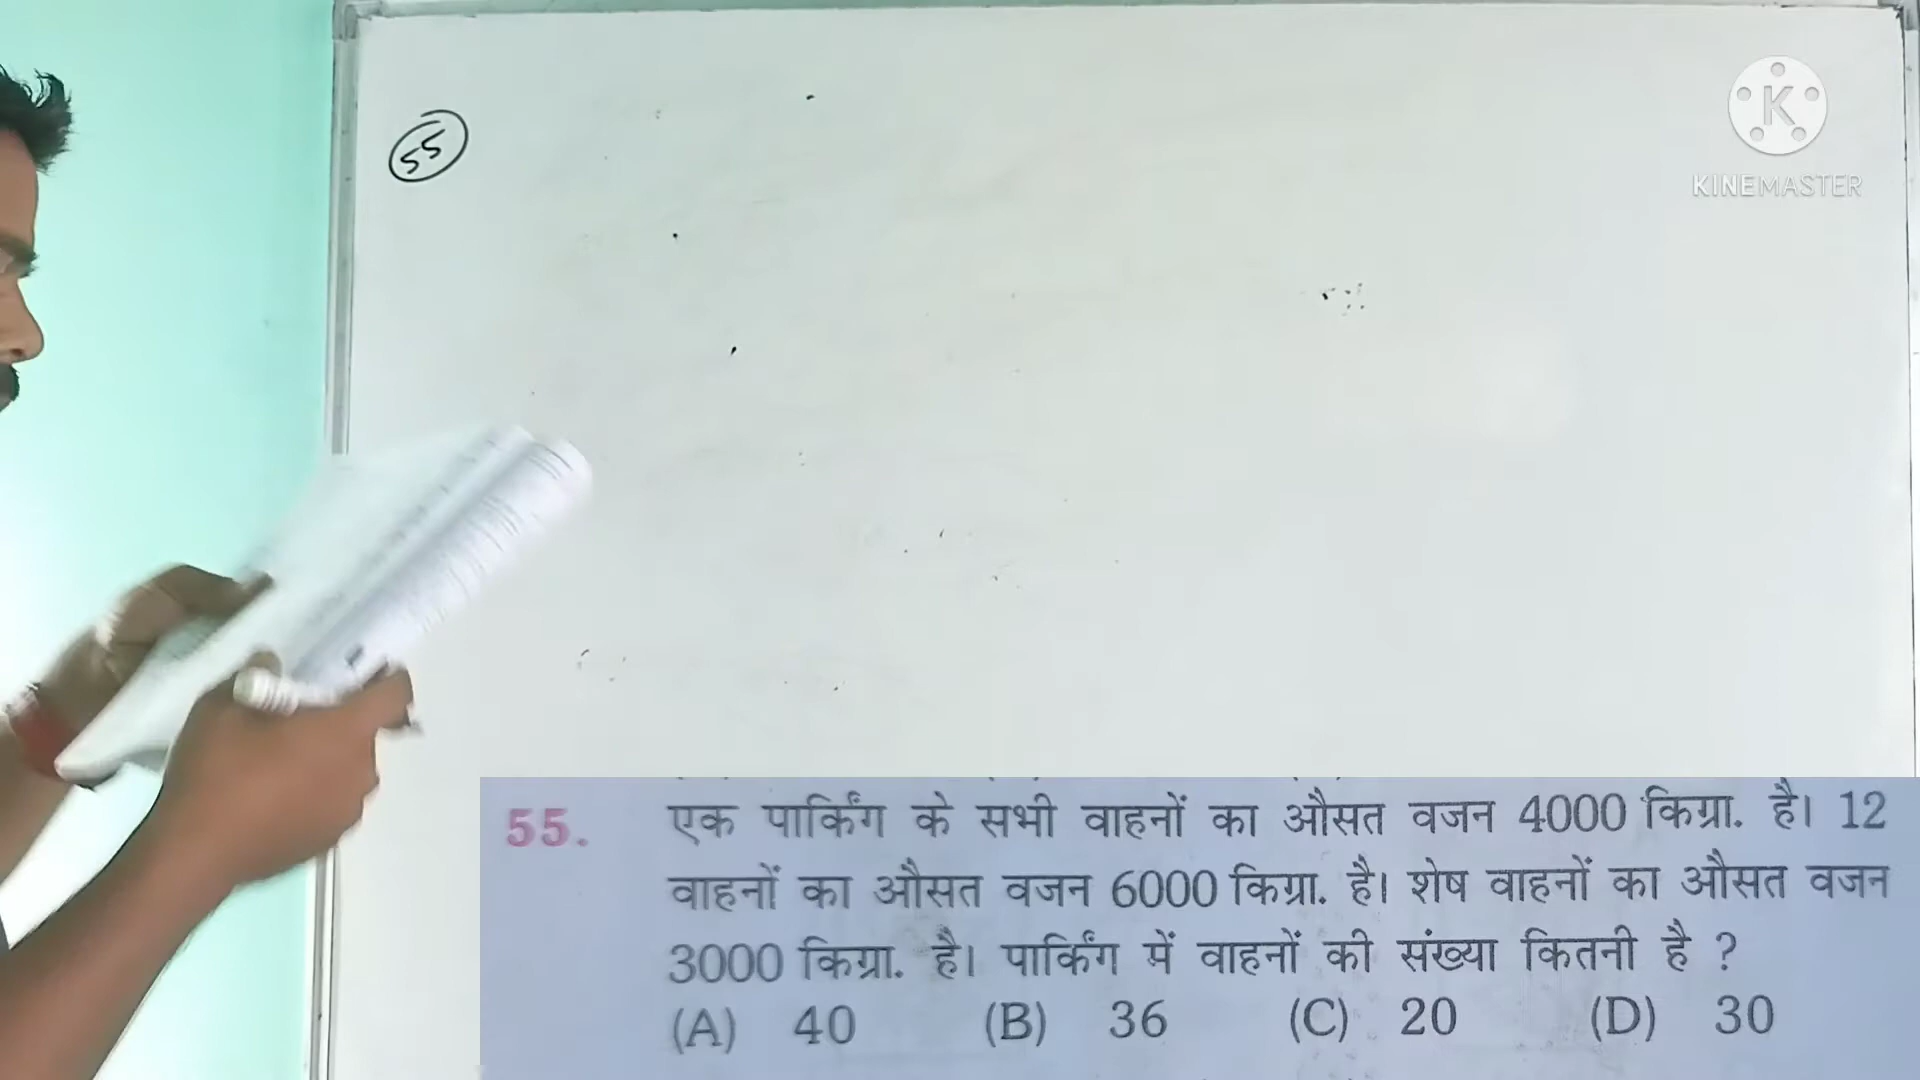 55
K
KINEMASTER
55. एक पार्किंग के सभी वाहनों का औसत वजन 4000 किग्रा. है। 12
वाहनों का औसत वजन 6000 किग्रा. है। शेष वाहनों का औसत वजन
3000 किग्रा. है। पार्किंग में वाहनों की संख्या कितनी है ?
(A) 40 (B) 36 (C) 20 (D) 30